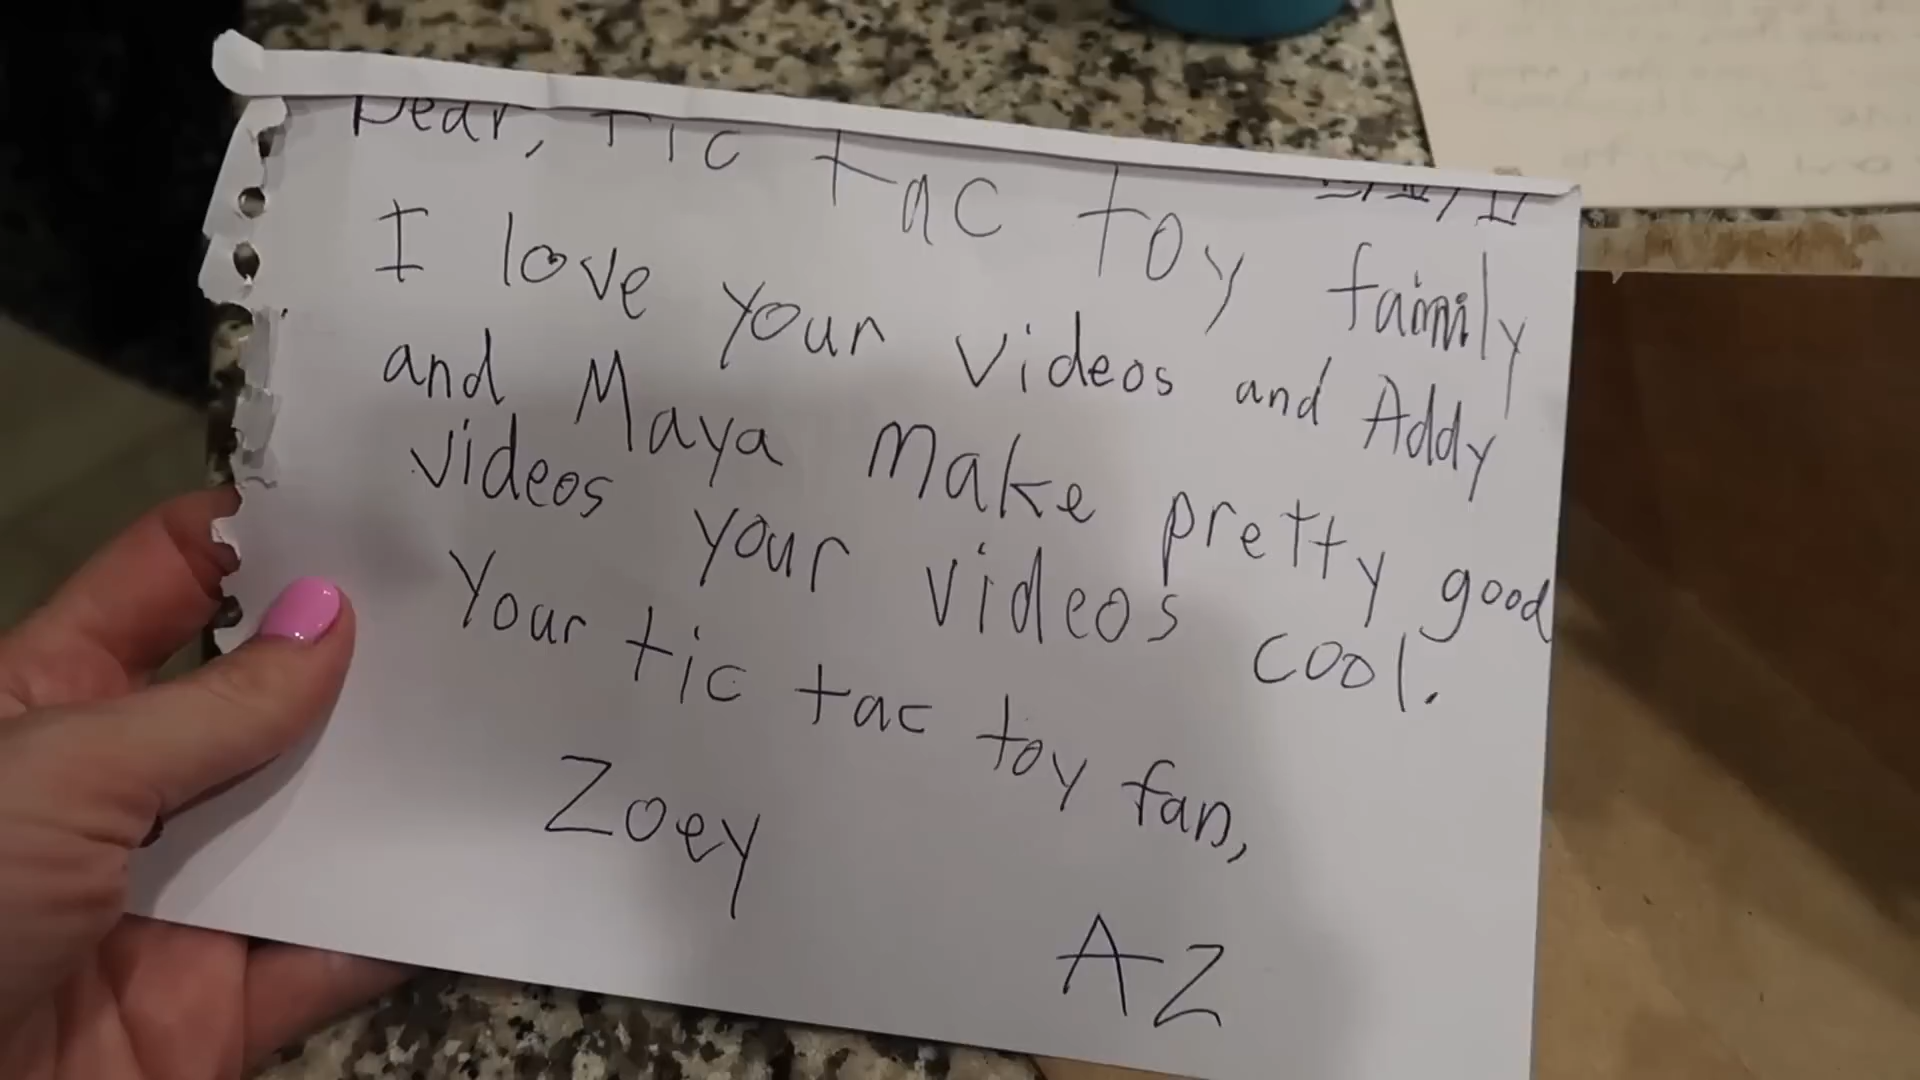 Dear, Tic tac toy family
I love your videos and Addy
and Maya make pretty good
videos your videos cool.
Your tic tac toy fan,
Zoey
AZ